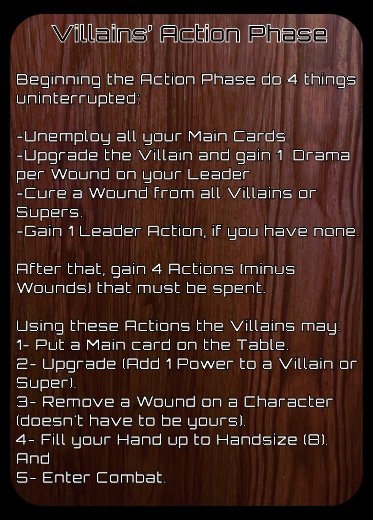 Villains' Action Phase
Beginning the Action Phase do 4 things
uninterrupted:
-Unemploy all your Main Cards
-Upgrade the Villain and gain 1 Drama
per Wound on your Leader
-Cure a Wound from all Villains or
Supers.
-Gain 1 Leader Action, if you have none.
After that, gain 4 Actions (minus
Wounds) that must be spent.
Using these Actions the Villains may:
1- Put a Main card on the Table.
2- Upgrade (Add 1 Power to a Villain or
Super).
3- Remove a Wound on a Character
(doesn't have to be yours).
4- Fill your Hand up to Handsize (8).
And
5- Enter Combat.